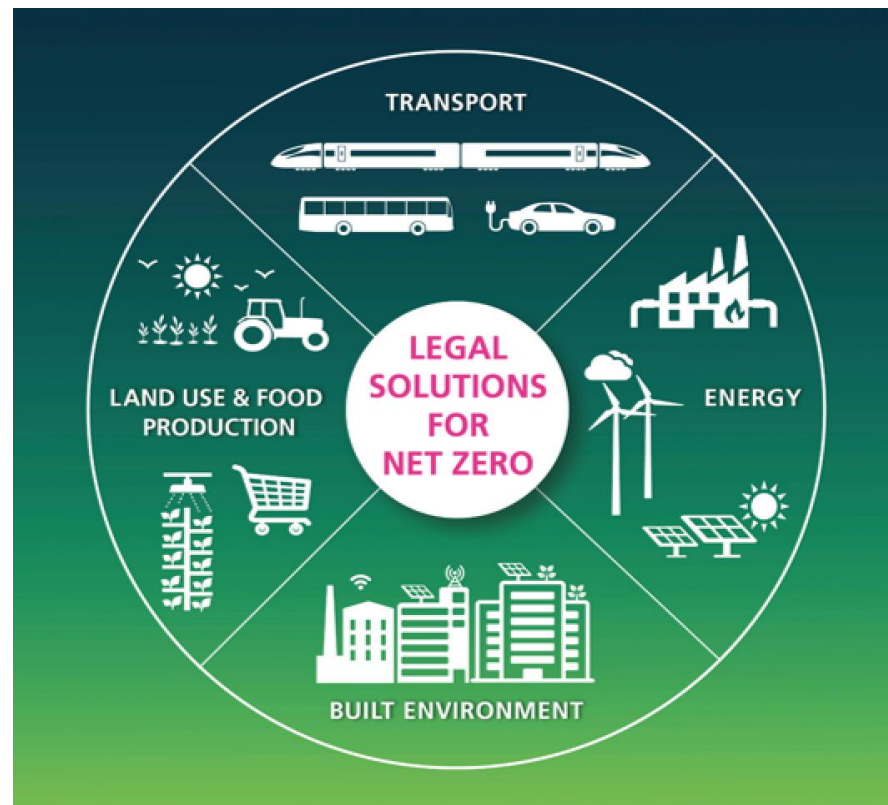 TRANSPORT
LEGAL
SOLUTIONS
FOR
NET ZERO
ENERGY
LAND USE & FOOD
PRODUCTION
BUILT ENVIRONMENT